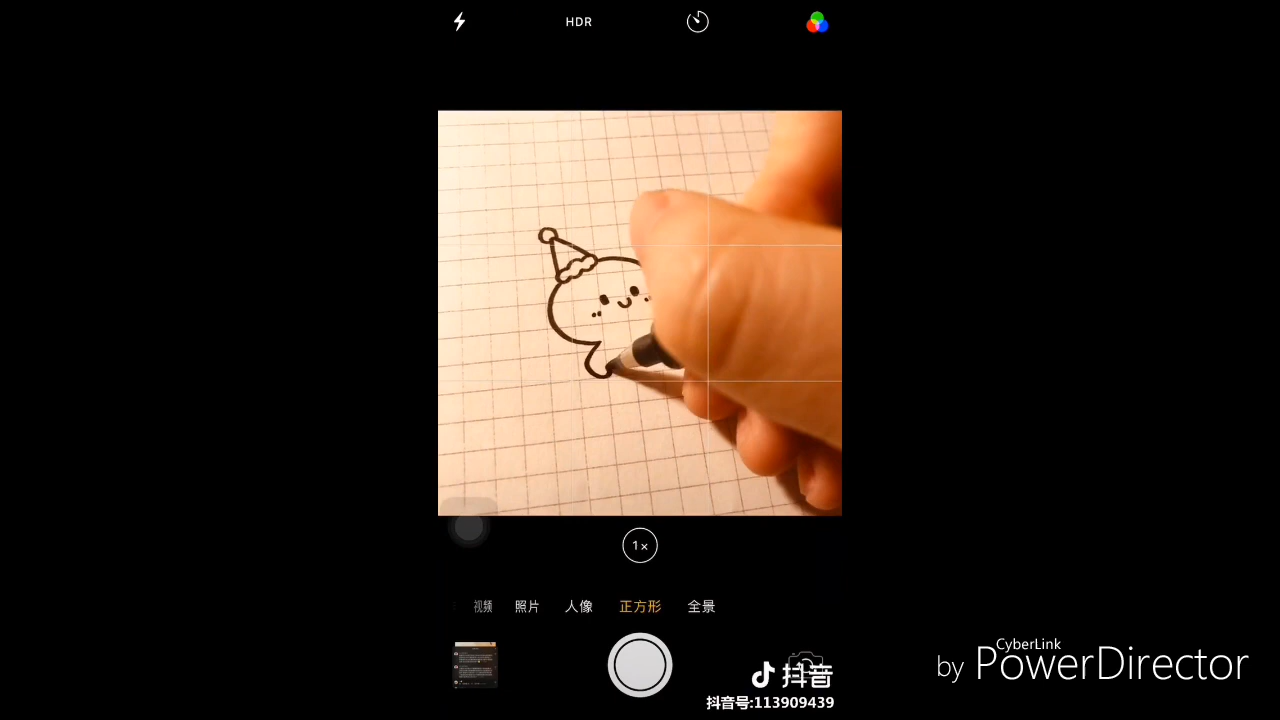 HDR
1×
视频 照片 人像 正方形 全景
抖音
抖音号:113909439
CyberLink
by PowerDirector